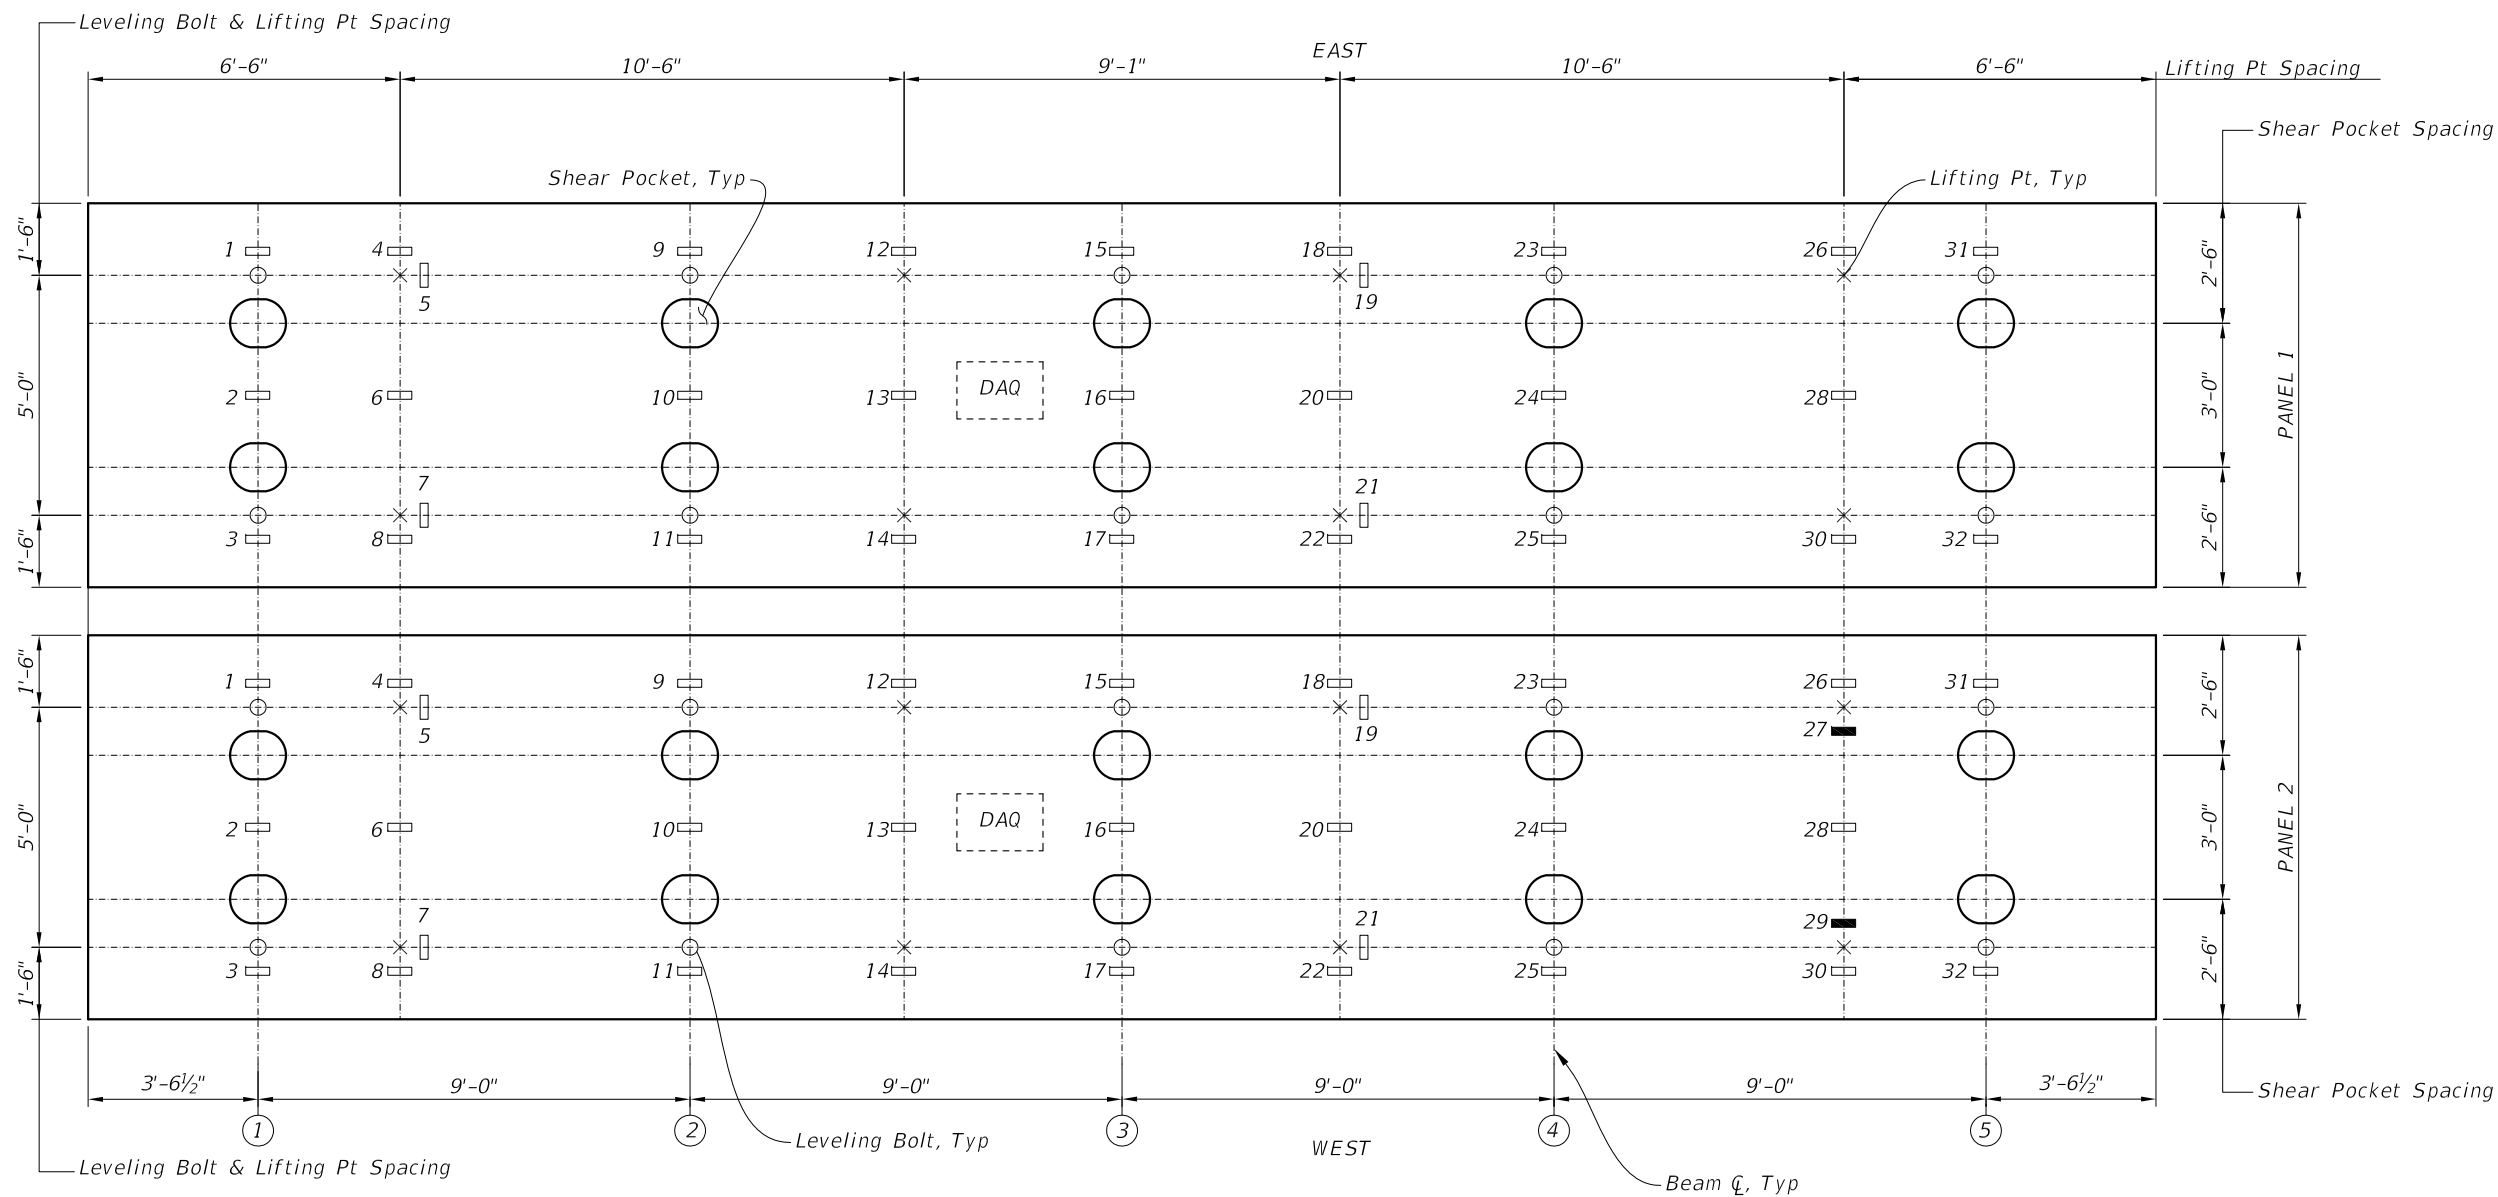 Leveling Bolt & Lifting Pt Spacing
EAST
6'-6" 10'-6" 9'-1" 10'-6" 6'-6" Lifting Pt Spacing
Shear Pocket Spacing
Shear Pocket, Typ Lifting Pt, Typ
1'-6" 5'-0" 1'-6"
1 4 9 12 15 18 23 26 31
5 19
2 6 10 13 DAQ 16 20 24 28
7 21
3 8 11 14 17 22 25 30 32
2'-6" 3'-0" 2'-6"
PANEL 1
1'-6" 5'-0" 1'-6"
1 4 9 12 15 18 23 26 31
5 19 27
2 6 10 13 DAQ 16 20 24 28
7 21 29
3 8 11 14 17 22 25 30 32
2'-6" 3'-0" 2'-6"
PANEL 2
3'-6½" 9'-0" 9'-0" 9'-0" 9'-0" 3'-6½"
Shear Pocket Spacing
1 2 3 4 5
Leveling Bolt, Typ
WEST
Leveling Bolt & Lifting Pt Spacing
Beam ℄, Typ